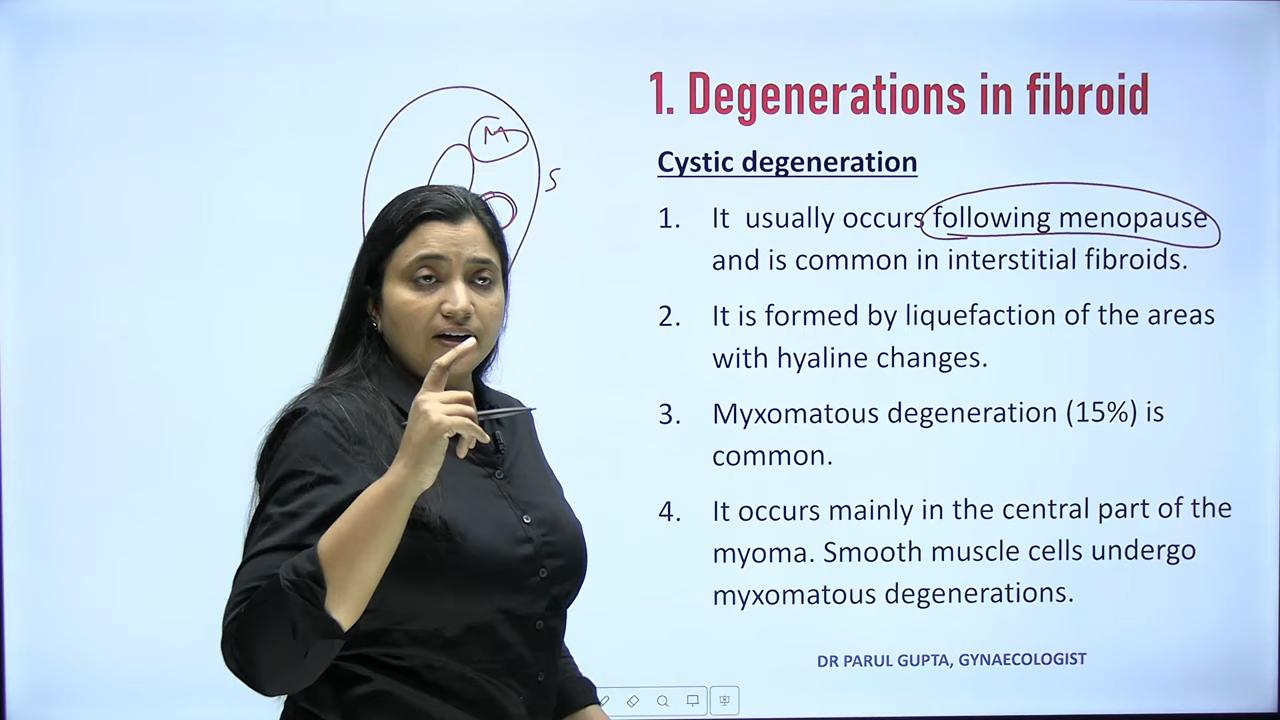 1. Degenerations in fibroid
M
S
Cystic degeneration
1. It usually occurs following menopause
and is common in interstitial fibroids.
2. It is formed by liquefaction of the areas
with hyaline changes.
3. Myxomatous degeneration (15%) is
common.
4. It occurs mainly in the central part of the
myoma. Smooth muscle cells undergo
myxomatous degenerations.
DR PARUL GUPTA, GYNAECOLOGIST